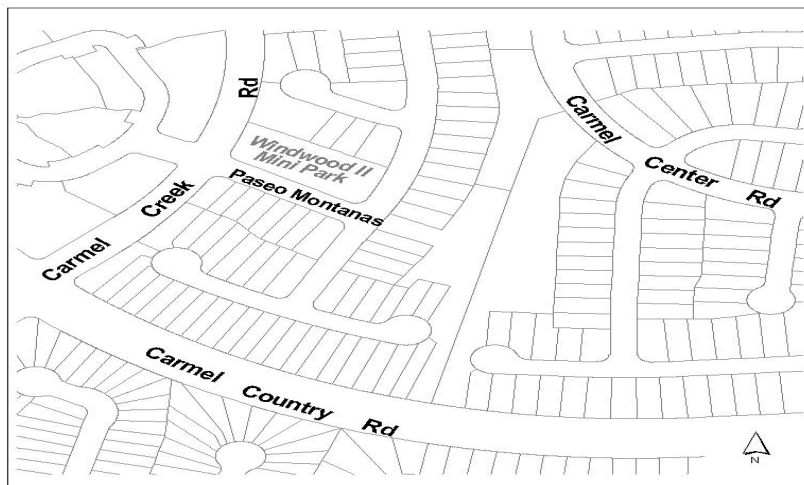 Rd
Carmel
Center Rd
Windwood II
Mini Park
Paseo Montanas
Carmel Creek
Carmel Country Rd
N